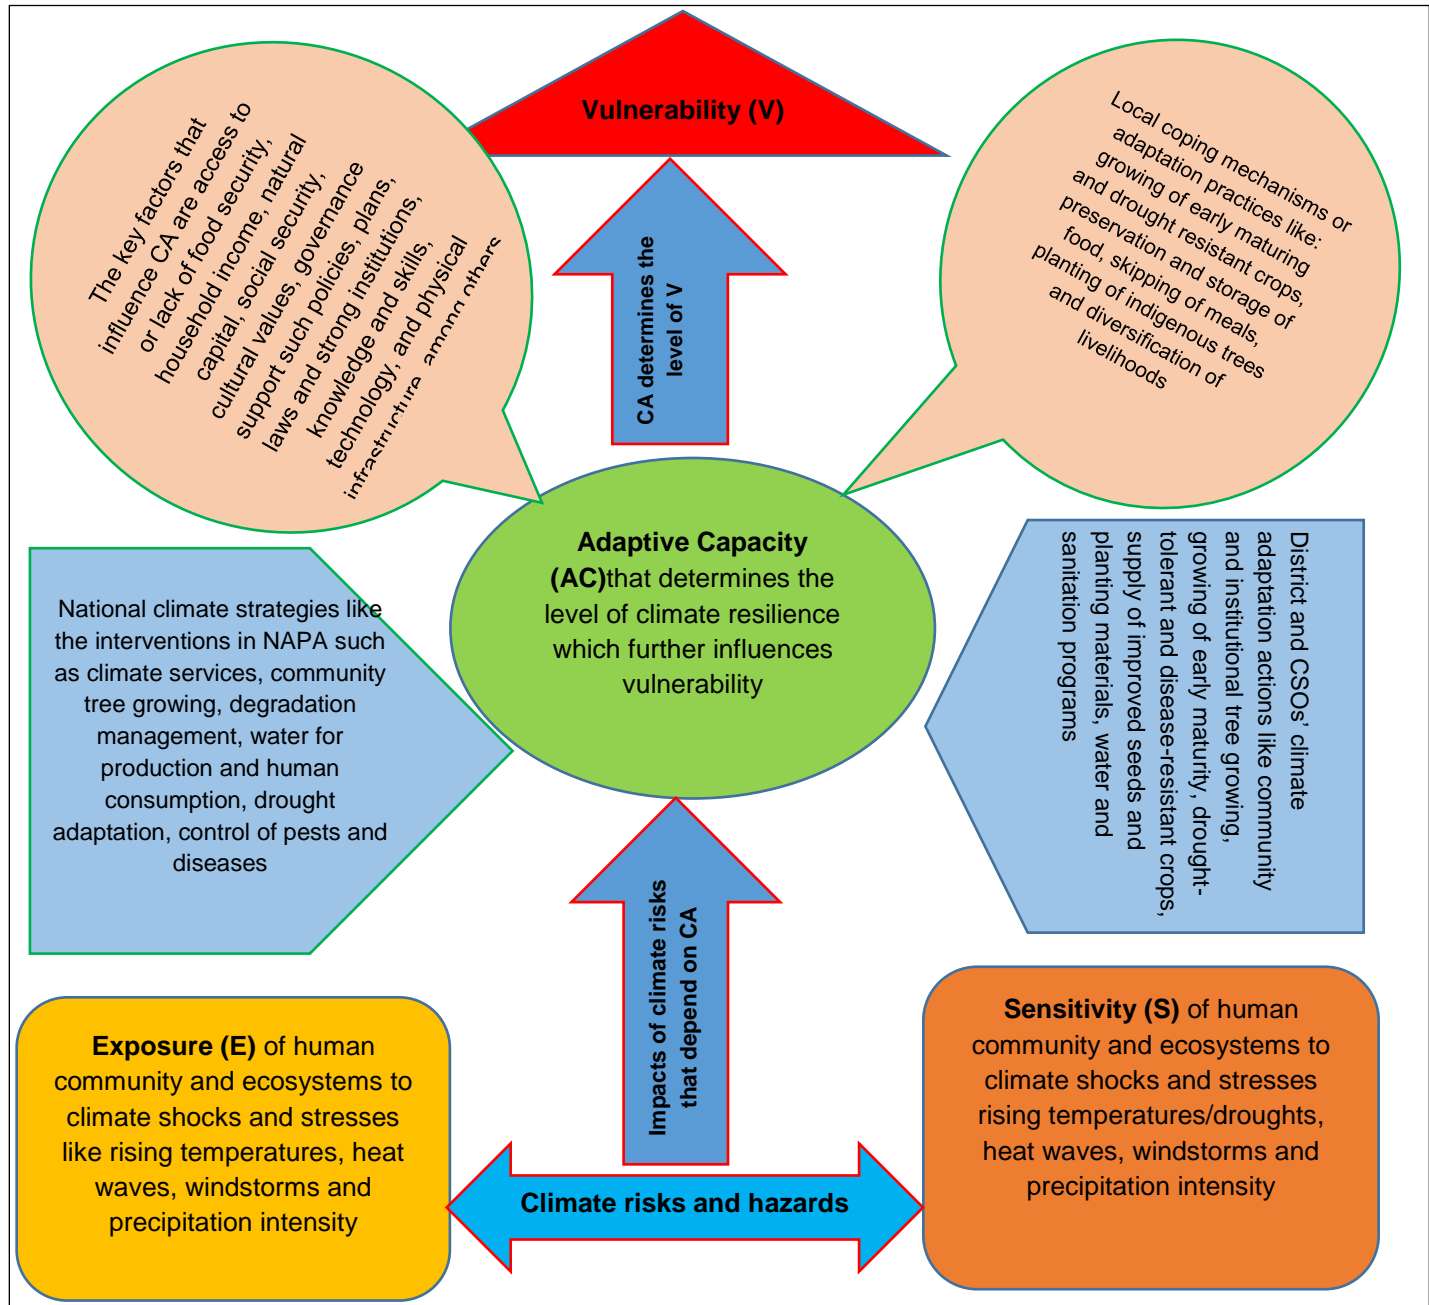 Vulnerability (V)
The key factors that
influence CA are access to
or lack of food security,
household income, natural
capital, social security,
cultural values, governance
support such policies, plans,
laws and strong institutions,
knowledge and skills,
technology, and physical
infrastructure, among others
Local coping mechanisms or
adaptation practices like:
growing of early maturing
and drought resistant crops,
preservation and storage of
food, skipping of meals,
planting of indigenous trees
and diversification of
livelihoods
CA determines the
level of V
Adaptive Capacity
(AC)that determines the
level of climate resilience
which further influences
vulnerability
National climate strategies like
the interventions in NAPA such
as climate services, community
tree growing, degradation
management, water for
production and human
consumption, drought
adaptation, control of pests and
diseases
District and CSOs’ climate
adaptation actions like community
and institutional tree growing,
growing of early maturity, drought-
tolerant and disease-resistant crops,
supply of improved seeds and
planting materials, water and
sanitation programs
Impacts of climate risks
that depend on CA
Exposure (E) of human
community and ecosystems to
climate shocks and stresses
like rising temperatures, heat
waves, windstorms and
precipitation intensity
Climate risks and hazards
Sensitivity (S) of human
community and ecosystems to
climate shocks and stresses
rising temperatures/droughts,
heat waves, windstorms and
precipitation intensity